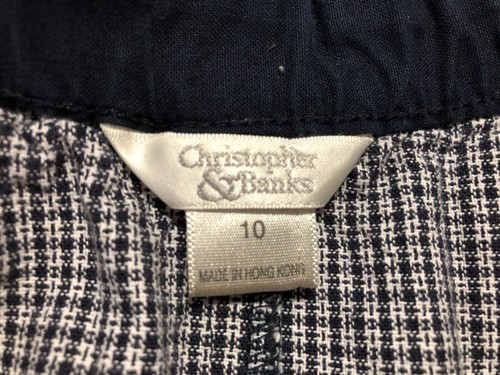 Christopher
& Banks
10
MADE IN HONG KONG